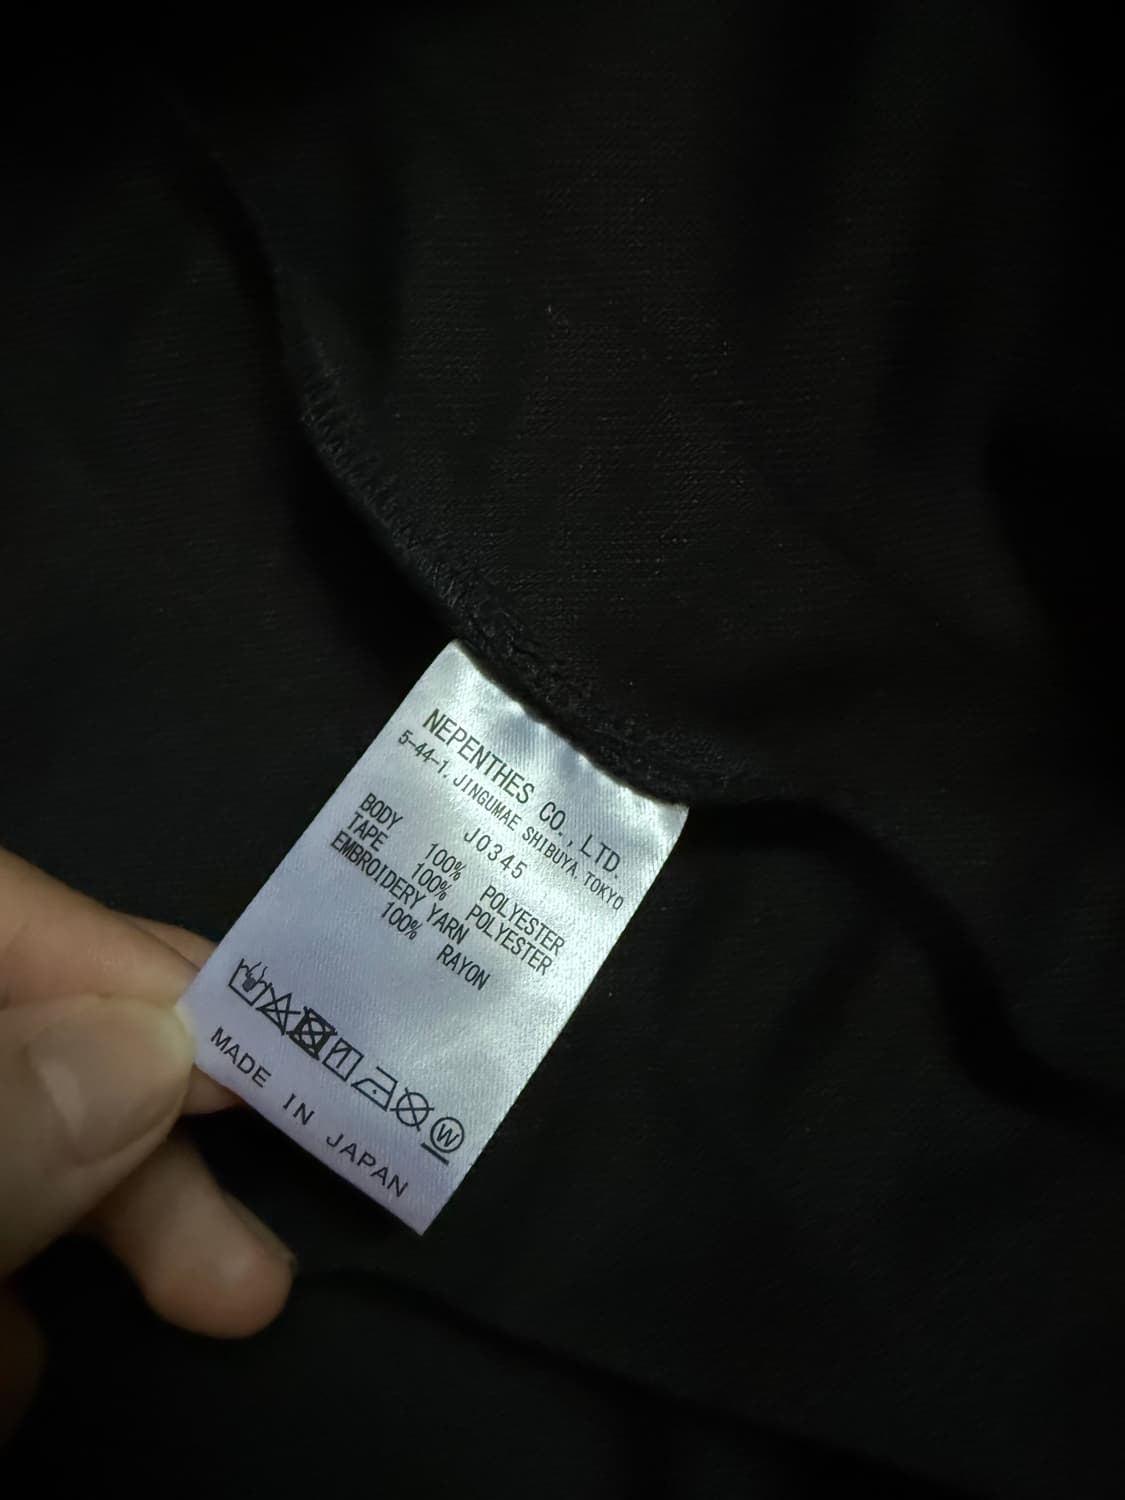 NEPENTHES CO., LTD.
5-44-1, JINGUMAE SHIBUYA, TOKYO
J0345
BODY 100% POLYESTER
TAPE 100% POLYESTER
EMBROIDERY YARN
100% RAYON
W
MADE IN JAPAN